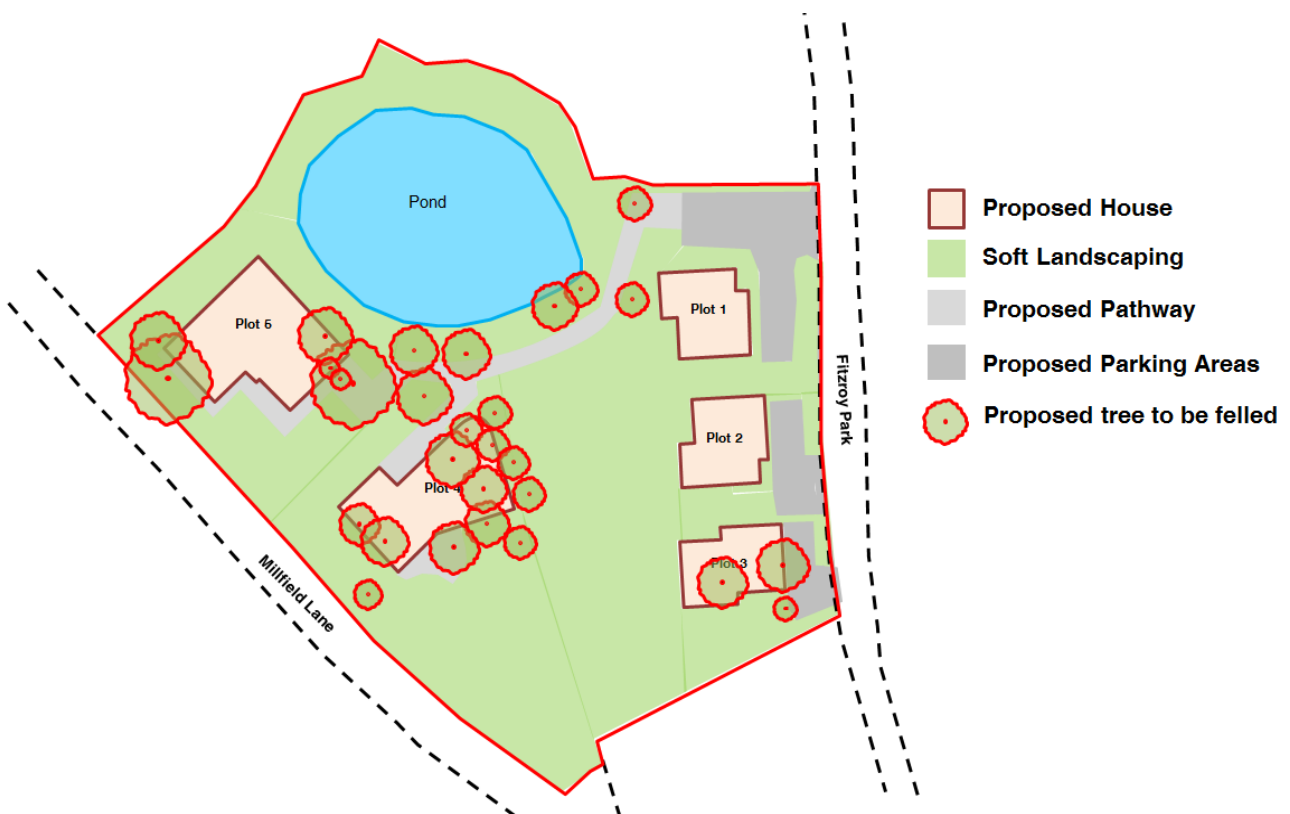 Pond
Plot 5
Plot 1
Plot 2
Plot 4
Plot 3
Fitzroy Park
Millfield Lane
Proposed House
Soft Landscaping
Proposed Pathway
Proposed Parking Areas
Proposed tree to be felled